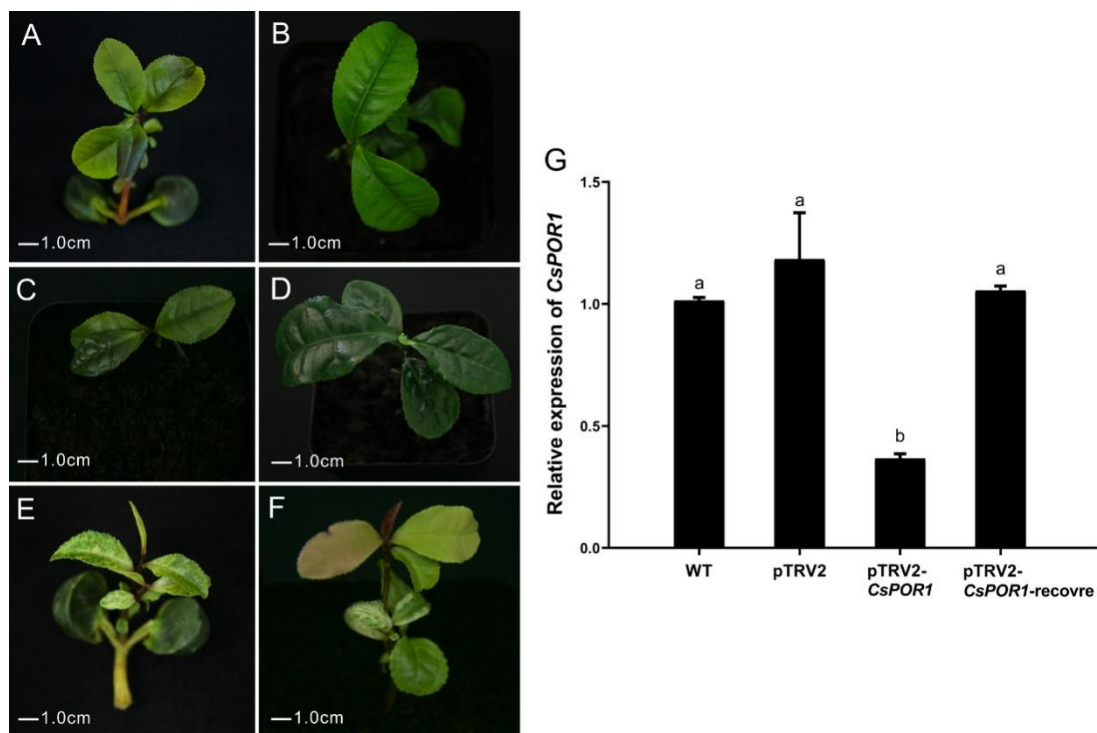 A
1.0cm
B
1.0cm
C
1.0cm
D
1.0cm
E
1.0cm
F
1.0cm
G
Relative expression of CsPOR1
1.5
1.0
0.5
0.0
a
a
b
a
WT
pTRV2
pTRV2-
CsPOR1
pTRV2-
CsPOR1-recovre